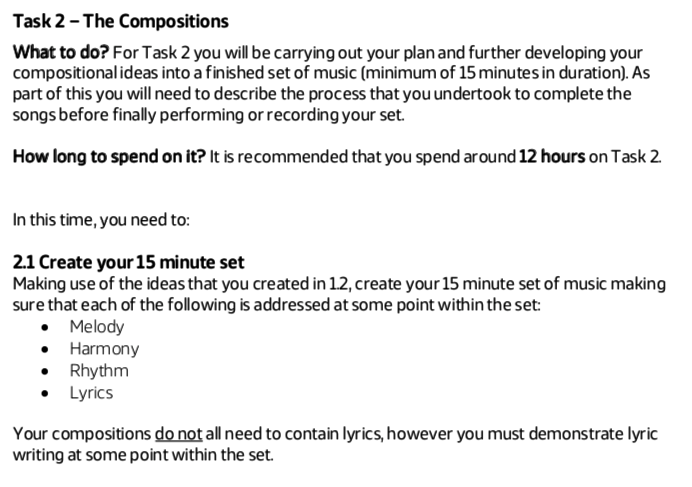 Task 2 – The Compositions
What to do? For Task 2 you will be carrying out your plan and further developing your
compositional ideas into a finished set of music (minimum of 15 minutes in duration). As
part of this you will need to describe the process that you undertook to complete the
songs before finally performing or recording your set.
How long to spend on it? It is recommended that you spend around 12 hours on Task 2.
In this time, you need to:
2.1 Create your 15 minute set
Making use of the ideas that you created in 1.2, create your 15 minute set of music making
sure that each of the following is addressed at some point within the set:
• Melody
• Harmony
• Rhythm
• Lyrics
Your compositions do not all need to contain lyrics, however you must demonstrate lyric
writing at some point within the set.